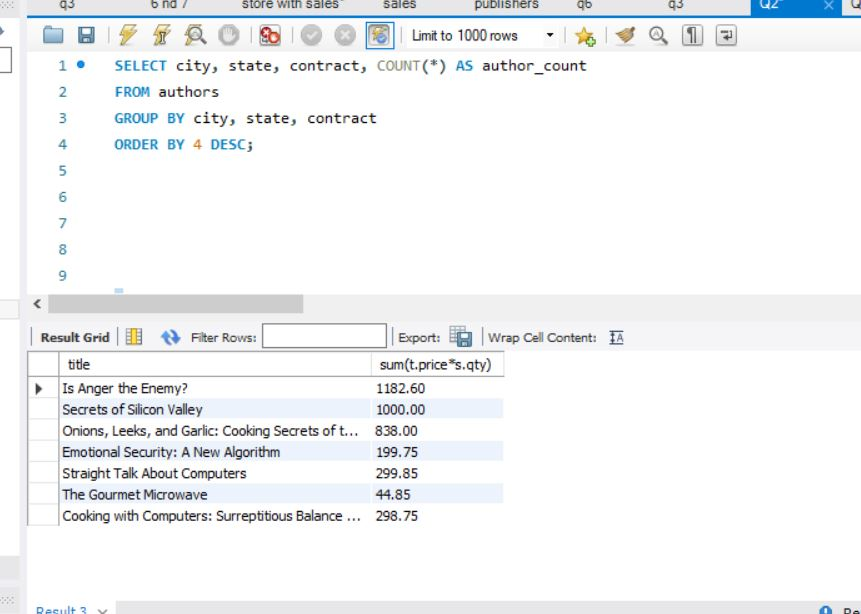 q3 6 nd 7 store with sales* sales publishers q6 q3 Q2*
Limit to 1000 rows
1 SELECT city, state, contract, COUNT(*) AS author_count
2 FROM authors
3 GROUP BY city, state, contract
4 ORDER BY 4 DESC;
5
6
7
8
9
Result Grid Filter Rows: Export: Wrap Cell Content:
title sum(t.price*s.qty)
Is Anger the Enemy? 1182.60
Secrets of Silicon Valley 1000.00
Onions, Leeks, and Garlic: Cooking Secrets of t... 838.00
Emotional Security: A New Algorithm 199.75
Straight Talk About Computers 299.85
The Gourmet Microwave 44.85
Cooking with Computers: Surreptitious Balance ... 298.75
Result 3